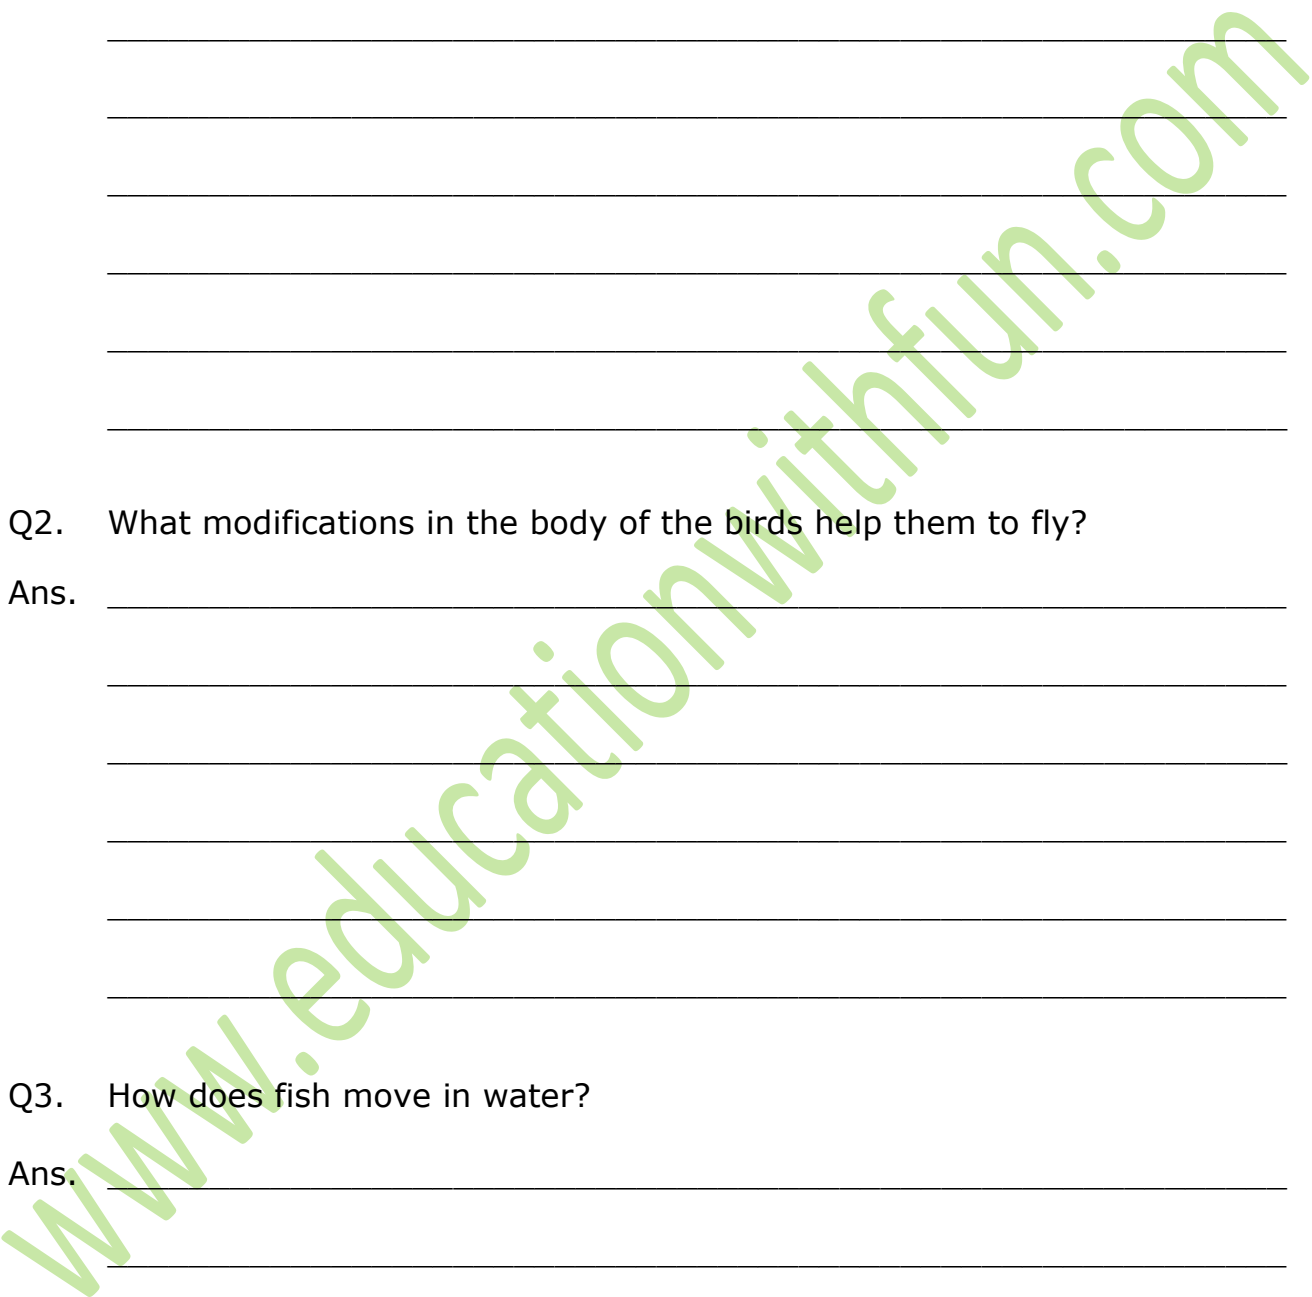 Q2. What modifications in the body of the birds help them to fly?
Ans.
Q3. How does fish move in water?
Ans.
www.educationwithfun.com